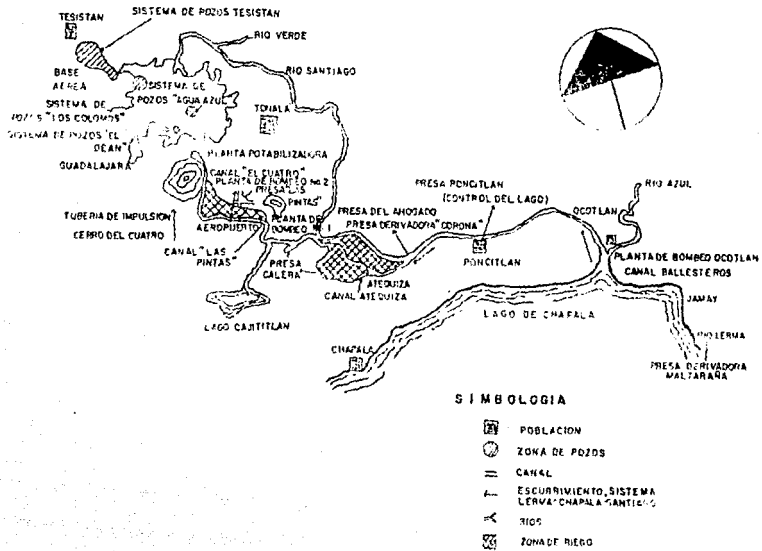 SISTEMA DE POZOS TESISTAN
TESISTAN
RIO VERDE
BASE
AEREA
RIO SANTIAGO
SISTEMA DE
POZOS "AGUA AZUL"
SISTEMA DE
POZOS "LOS COLOMOS"
TONALA
SISTEMA DE POZOS "EL
DEAN"
GUADALAJARA
PLANTA POTABILIZADORA
CANAL "EL CUATRO"
PLANTA DE BOMBEO No. 2
PRESA "LAS
PINTAS"
TUBERIA DE IMPULSION
CERRO DEL CUATRO
AEROPUERTO
PLANTA DE
BOMBEO No. 1
CANAL "LAS
PINTAS"
PRESA
CALERA
PRESA DEL AHOGADO
PRESA DERIVADORA "CORONA"
ATEQUIZA
CANAL ATEQUIZA
LAGO CAJITITLAN
PRESA PONCITLAN
(CONTROL DEL LAGO)
PONCITLAN
RIO AZUL
OCOTLAN
PLANTA DE BOMBEO OCOTLAN
CANAL BALLESTEROS
JAMAY
LAGO DE CHAPALA
RIO LERMA
PRESA DERIVADORA
MALTARAÑA
CHAPALA
SIMBOLOGIA
POBLACION
ZONA DE POZOS
CANAL
ESCURRIMIENTO, SISTEMA
LERMA-CHAPALA-SANTIAGO
RIOS
ZONA DE RIEGO